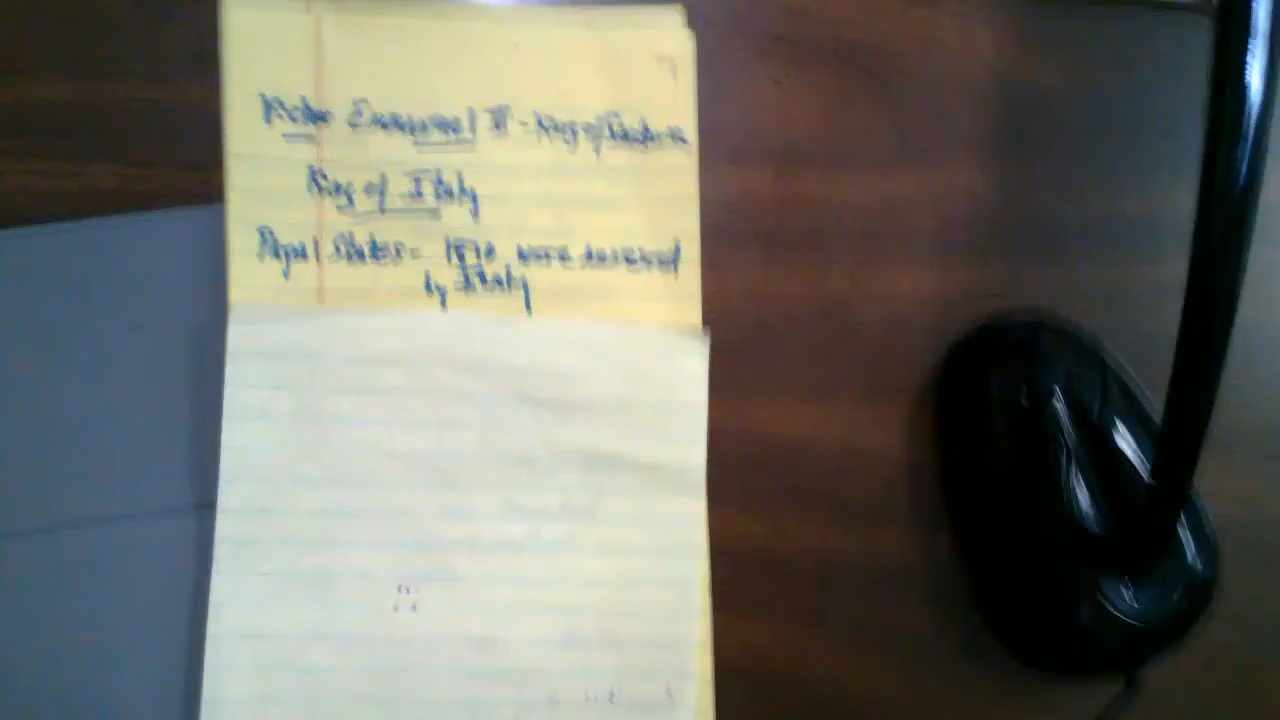 Victor Emmanuel II - King of Sardinia
King of Italy
Papal States = 1870 were annexed
by Italy